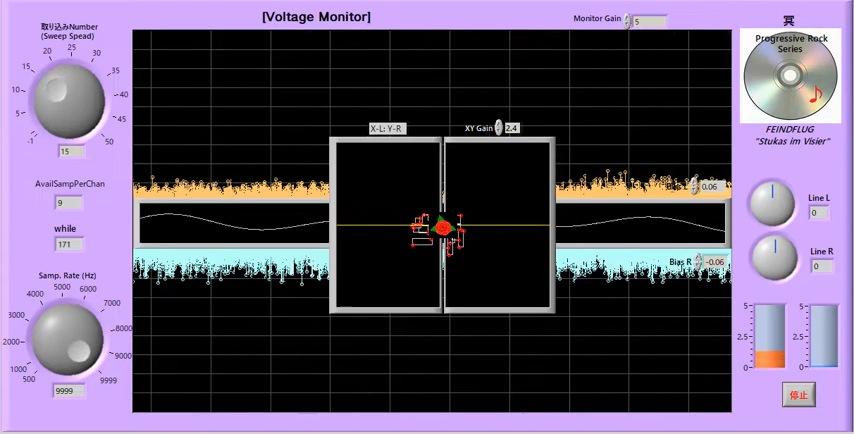 [Voltage Monitor]
Monitor Gain 5
取り込みNumber
(Sweep Spead)
-1 5 10 15 20 25 30 35 40 45 50
15
AvailSampPerChan
9
while
171
Samp. Rate (Hz)
500 1000 2000 3000 4000 5000 6000 7000 8000 9000 9999
9999
X-L: Y-R
XY Gain 2.4
0.06
Bias R -0.06
冥
Progressive Rock
Series
FEINDFLUG
"Stukas im Visier"
Line L
0
Line R
0
5
2.5
0
5
2.5
0
停止